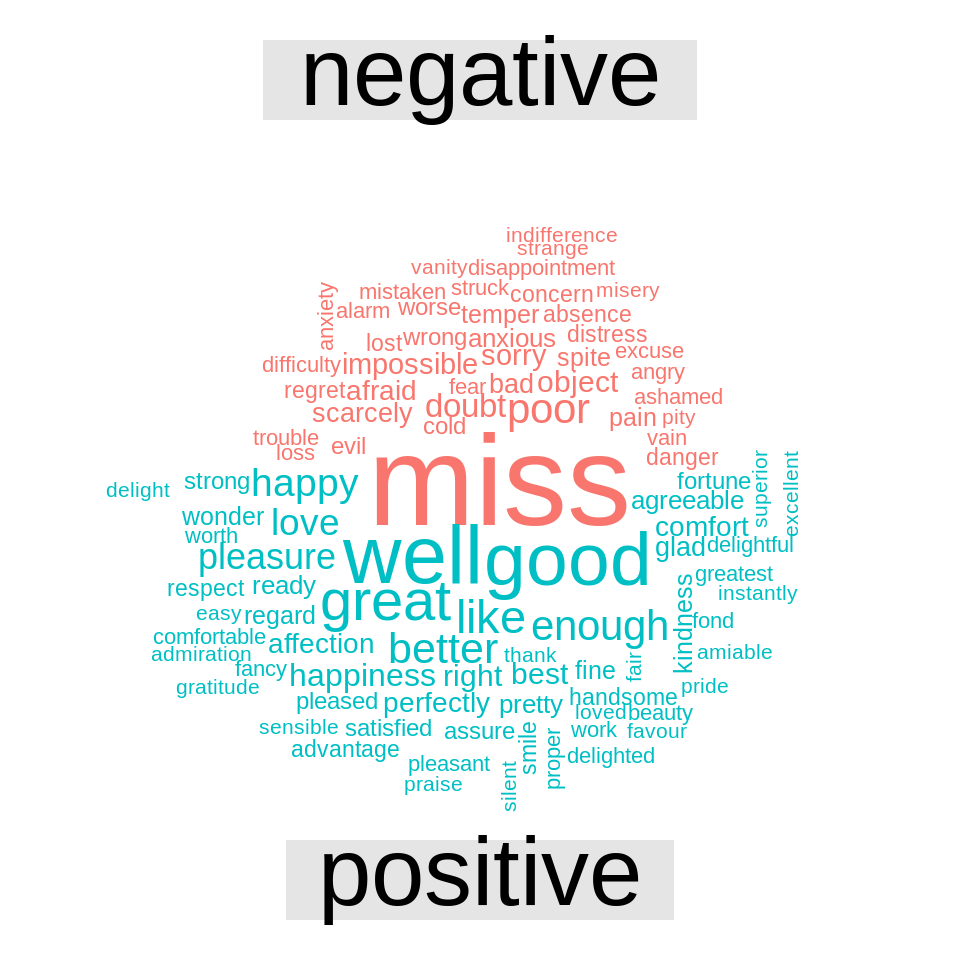 negative
indifference
strange
vanity disappointment
mistaken struck concern misery
anxiety alarm worse temper absence
lost wrong anxious distress
difficulty impossible sorry spite excuse
regret afraid fear bad object angry
scarcely doubt poor ashamed
cold pain pity
trouble evil vain
loss miss danger
delight strong happy fortune superior excellent
agreeable
wonder love comfort
worth well good glad delightful
pleasure
respect ready great greatest
instantly
easy regard like enough kindness fond
comfortable affection better thank amiable
admiration
fancy happiness right best fine fair
gratitude pride
pleased perfectly pretty handsome
loved beauty
sensible satisfied assure smile work favour
advantage proper delighted
pleasant
praise silent
positive